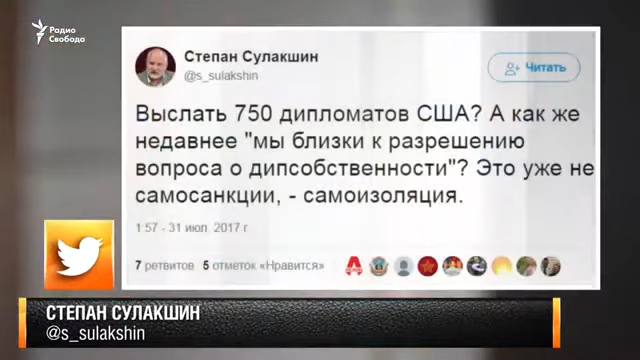 Радио
Свобода
Степан Сулакшин
@s_sulakshin
Читать
Выслать 750 дипломатов США? А как же
недавнее "мы близки к разрешению
вопроса о дипсобственности"? Это уже не
самосанкции, - самоизоляция.
1:57 - 31 июл. 2017 г.
7 ретвитов 5 отметок «Нравится»
СТЕПАН СУЛАКШИН
@s_sulakshin